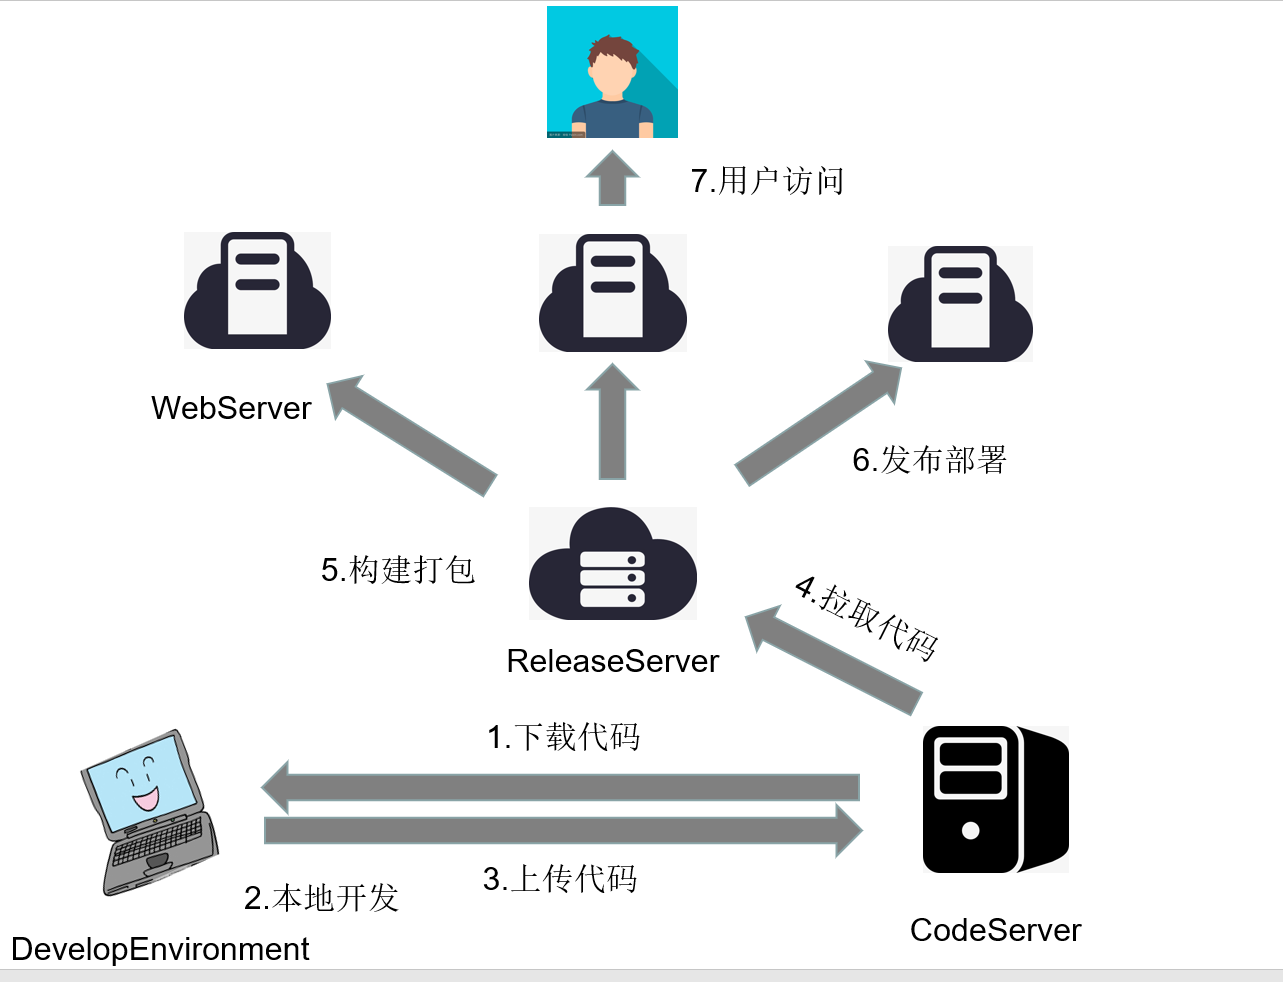 7.用户访问
WebServer
6.发布部署
5.构建打包
4.拉取代码
ReleaseServer
1.下载代码
3.上传代码
2.本地开发
CodeServer
DevelopEnvironment